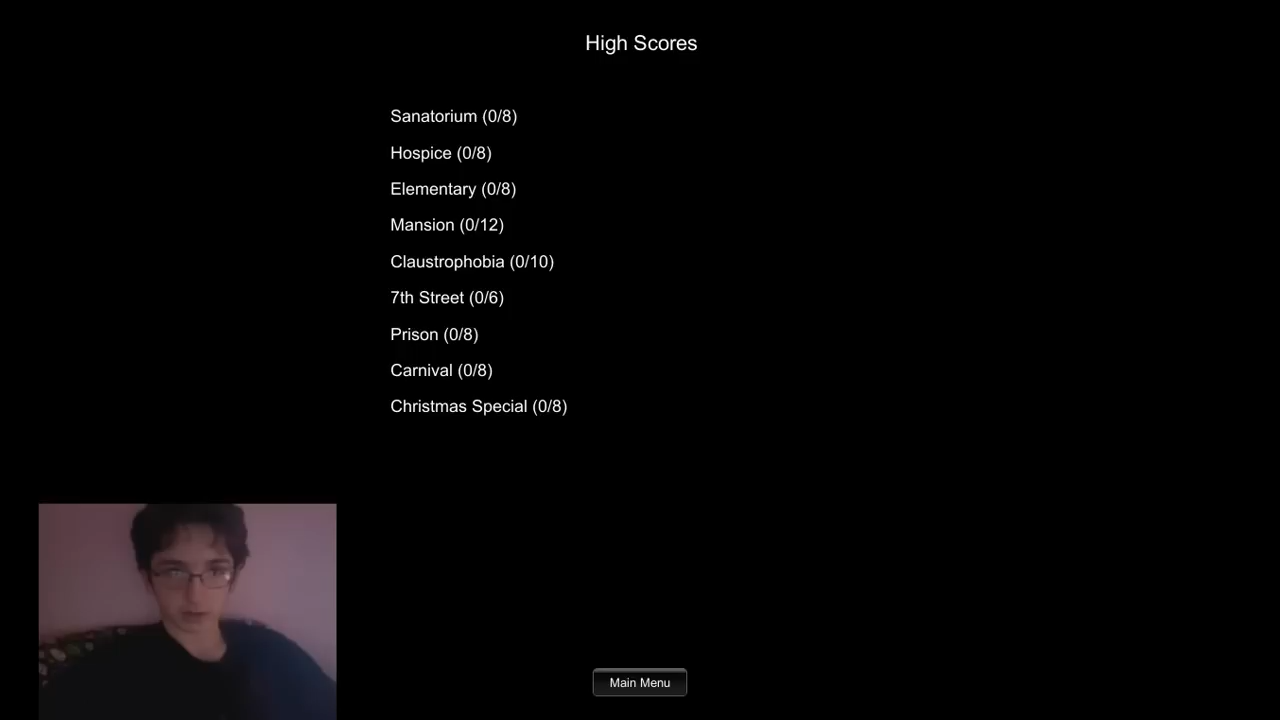 High Scores
Sanatorium (0/8)
Hospice (0/8)
Elementary (0/8)
Mansion (0/12)
Claustrophobia (0/10)
7th Street (0/6)
Prison (0/8)
Carnival (0/8)
Christmas Special (0/8)
Main Menu